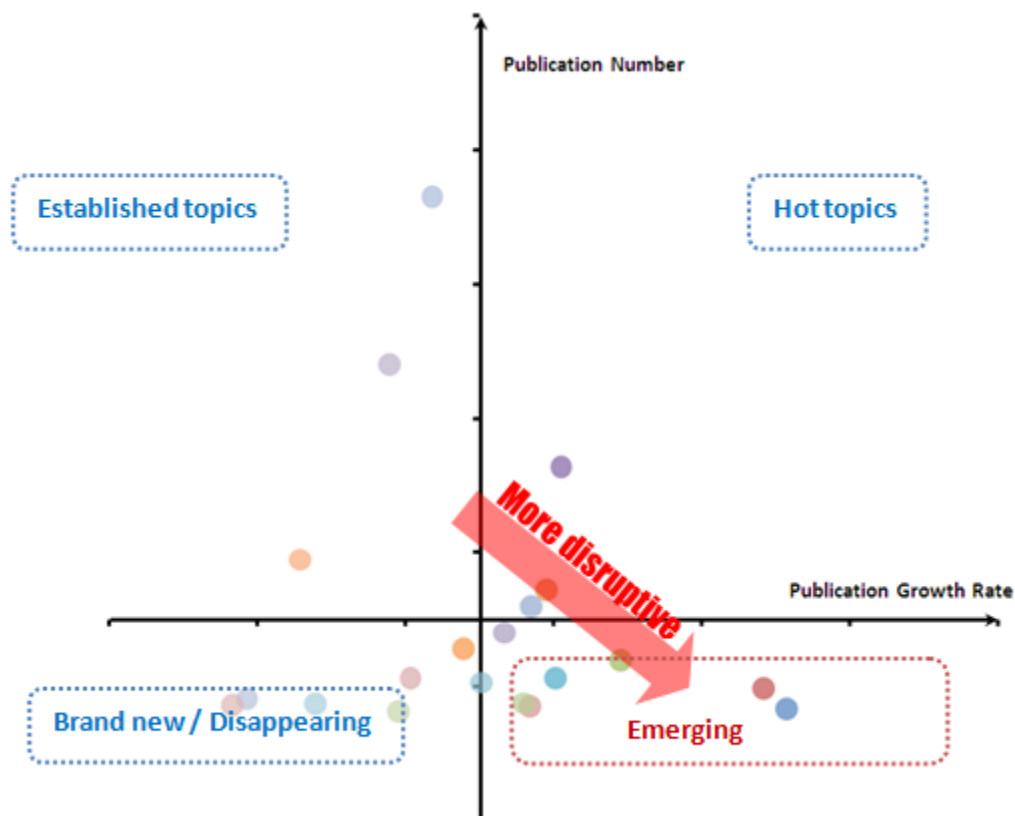 Publication Number
Established topics
Hot topics
More disruptive
Publication Growth Rate
Brand new / Disappearing
Emerging